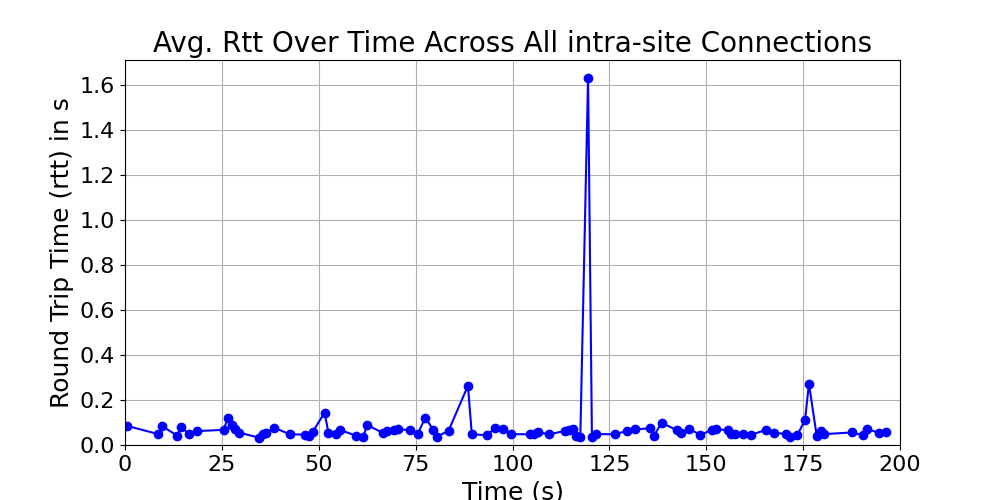 Avg. Rtt Over Time Across All intra-site Connections
Round Trip Time (rtt) in s
1.6
1.4
1.2
1.0
0.8
0.6
0.4
0.2
0.0
0 25 50 75 100 125 150 175 200
Time (s)